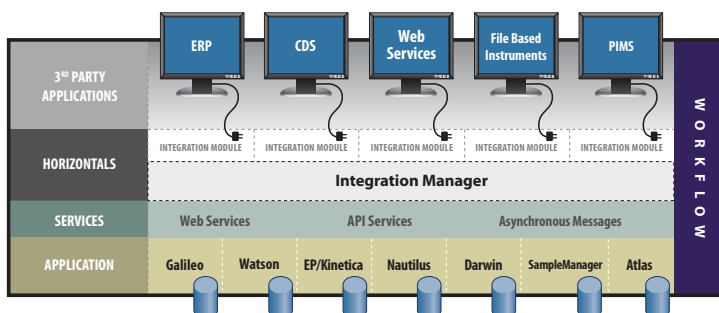 ERP
CDS
Web
Services
File Based
Instruments
PIMS
3RD PARTY
APPLICATIONS
INTEGRATION MODULE
INTEGRATION MODULE
INTEGRATION MODULE
INTEGRATION MODULE
INTEGRATION MODULE
HORIZONTALS
Integration Manager
SERVICES
Web Services
API Services
Asynchronous Messages
APPLICATION
Galileo
Watson
EP/Kinetica
Nautilus
Darwin
SampleManager
Atlas
WORKFLOW